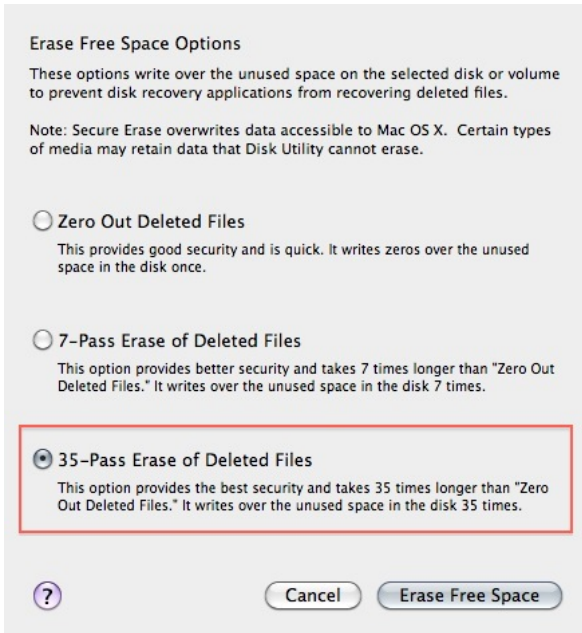 Erase Free Space Options
These options write over the unused space on the selected disk or volume
to prevent disk recovery applications from recovering deleted files.
Note: Secure Erase overwrites data accessible to Mac OS X. Certain types
of media may retain data that Disk Utility cannot erase.
Zero Out Deleted Files
This provides good security and is quick. It writes zeros over the unused
space in the disk once.
7-Pass Erase of Deleted Files
This option provides better security and takes 7 times longer than "Zero Out
Deleted Files." It writes over the unused space in the disk 7 times.
35-Pass Erase of Deleted Files
This option provides the best security and takes 35 times longer than "Zero
Out Deleted Files." It writes over the unused space in the disk 35 times.
? Cancel Erase Free Space